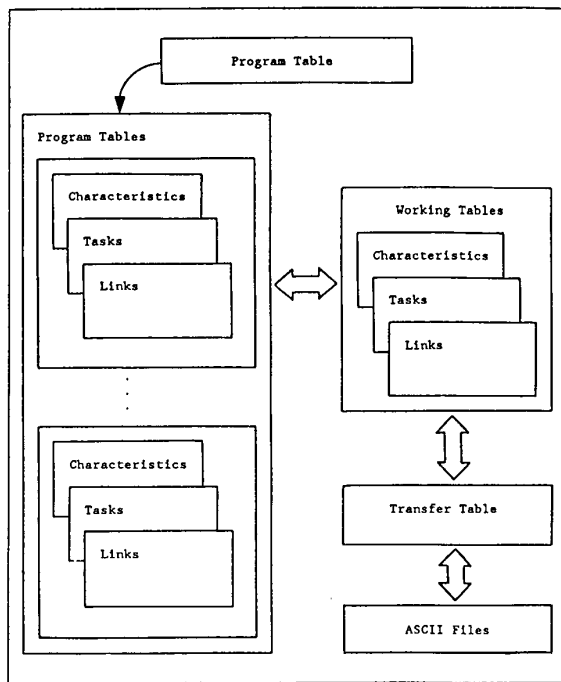 Program Table
Program Tables
Characteristics
Tasks
Links
Characteristics
Tasks
Links
Working Tables
Characteristics
Tasks
Links
Transfer Table
ASCII Files